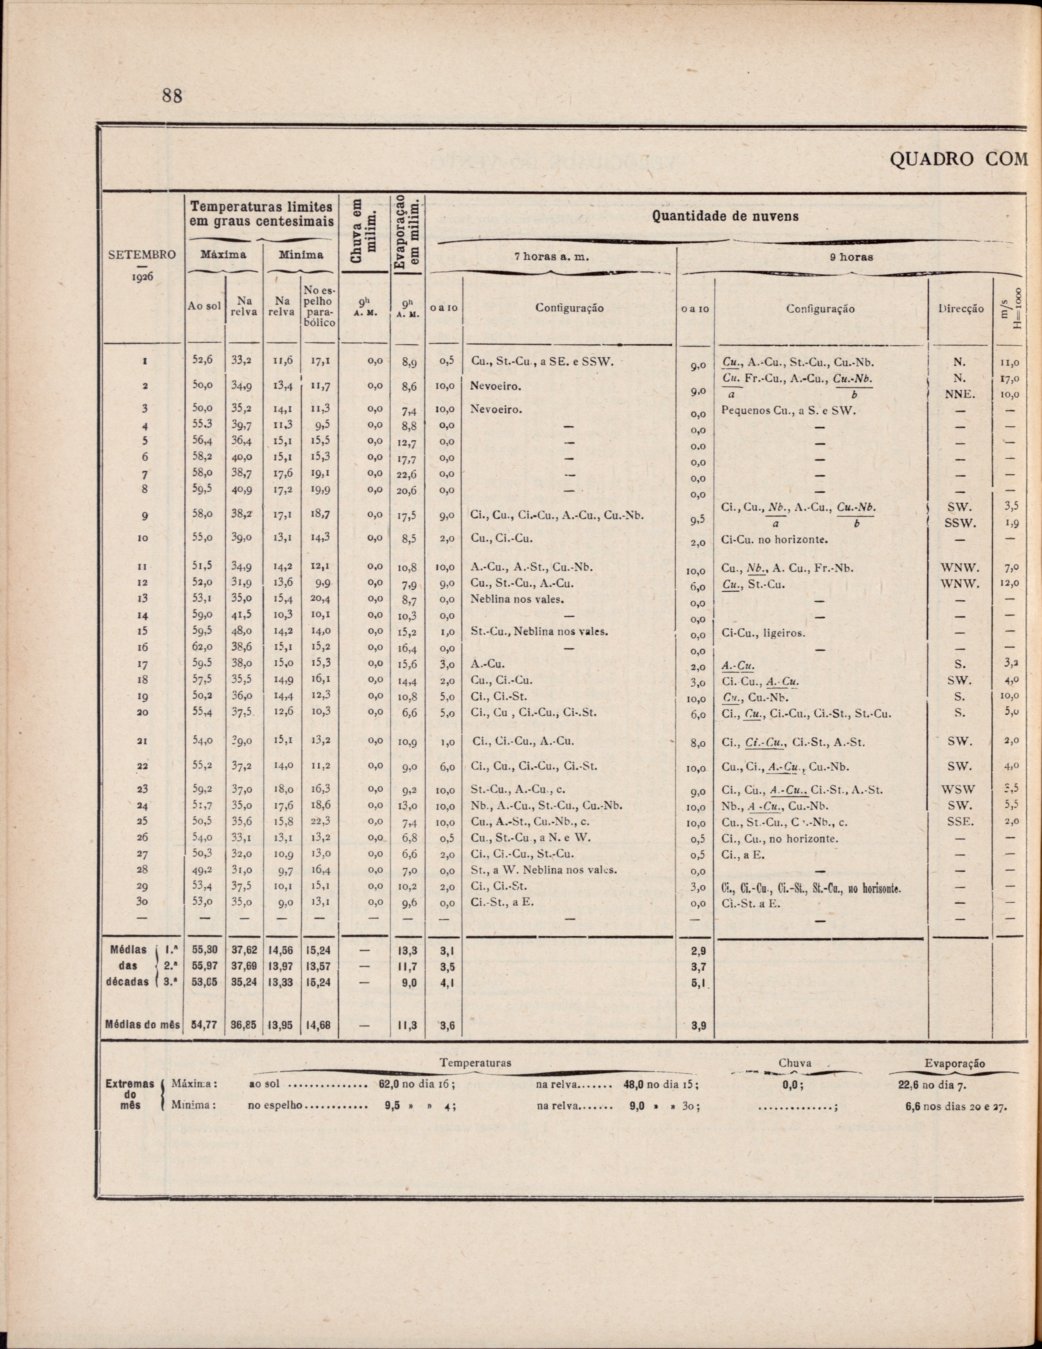 88
QUADRO COM
SETEMBRO
—
1926
Temperaturas limites
em graus centesimais
Chuva em
milim.
Evaporação
em milim.
Quantidade de nuvens
Máxima
Minima
7 horas a. m.
9 horas
Ao sol
Na
relva
Na
relva
No es-
pelho
para-
bólico
9ʰ
A. M.
9ʰ
A. M.
0 a 10
Configuração
0 a 10
Configuração
Direcção
m/s
H=1000
1 52,6 33,2 11,6 17,1 0,0 8,9 0,5 Cu., St.-Cu., a SE. e SSW. 9,0 Cu., A.-Cu., St.-Cu., Cu.-Nb. N. 11,0
2 50,0 34,9 13,4 11,7 0,0 8,6 10,0 Nevoeiro. 9,0 Cu. Fr.-Cu., A.-Cu., Cu.-Nb. N. 17,0
a b NNE. 10,0
3 50,0 35,2 14,1 11,3 0,0 7,4 10,0 Nevoeiro. 0,0 Pequenos Cu., a S. e SW. — —
4 55.3 39,7 11,3 9,5 0,0 8,8 0,0 — 0,0 — — —
5 56,4 36,4 15,1 15,5 0,0 12,7 0,0 — 0.0 — — —
6 58,2 40,0 15,1 15,3 0,0 17,7 0,0 — 0,0 — — —
7 58,0 38,7 17,6 19,1 0,0 22,6 0,0 — 0,0 — — —
8 59,5 40,9 17,2 19,9 0,0 20,6 0,0 — 0,0 — — —
9 58,0 38,2 17,1 18,7 0,0 17,5 9,0 Ci., Cu., Ci.-Cu., A.-Cu., Cu.-Nb. 9,5 Ci., Cu., Nb., A.-Cu., Cu.-Nb. SW. 3,5
a b SSW. 1,9
10 55,0 39,0 13,1 14,3 0,0 8,5 2,0 Cu., Ci.-Cu. 2,0 Ci-Cu. no horizonte. — —
11 51,5 34,9 14,2 12,1 0,0 10,8 10,0 A.-Cu., A.-St., Cu.-Nb. 10,0 Cu., Nb., A. Cu., Fr.-Nb. WNW. 7,0
12 52,0 31,9 13,6 9,9 0,0 7,9 9,0 Cu., St.-Cu., A.-Cu. 6,0 Cu., St.-Cu. WNW. 12,0
13 53,1 35,0 15,4 20,4 0,0 8,7 0,0 Neblina nos vales. 0,0 — — —
14 59,0 41,5 10,3 10,1 0,0 10,3 0,0 — 0,0 — — —
15 59,5 48,0 14,2 14,0 0,0 15,2 1,0 St.-Cu., Neblina nos vales. 0,0 Ci-Cu., ligeiros. — —
16 62,0 38,6 15,1 15,2 0,0 16,4 0,0 — 0,0 — — —
17 59.5 38,0 15,0 15,3 0,0 15,6 3,0 A.-Cu. 2,0 A.-Cu. S. 3,2
18 57,5 35,5 14,9 16,1 0,0 14,4 2,0 Cu., Ci.-Cu. 3,0 Ci. Cu., A. Cu. SW. 4,0
19 50,2 36,0 14,4 12,3 0,0 10,8 5,0 Ci., Ci.-St. 10,0 Cu., Cu.-Nb. S. 10,0
20 55,4 37,5 12,6 10,3 0,0 6,6 5,0 Ci., Cu , Ci.-Cu., Ci-.St. 6,0 Ci., Cu., Ci.-Cu., Ci.-St., St.-Cu. S. 5,0
21 54,0 39,0 15,1 13,2 0,0 10,9 1,0 Ci., Ci.-Cu., A.-Cu. 8,0 Ci., Ci.-Cu., Ci.-St., A.-St. SW. 2,0
22 55,2 37,2 14,0 11,2 0,0 9,0 6,0 Ci., Cu., Ci.-Cu., Ci.-St. 10,0 Cu., Ci., A.-Cu., Cu.-Nb. SW. 4,0
23 59,2 37,0 18,0 16,3 0,0 9,2 10,0 St.-Cu., A.-Cu., c. 9,0 Ci., Cu., A.-Cu., Ci.-St., A.-St. WSW 3,5
24 51,7 35,0 17,6 18,6 0,0 13,0 10,0 Nb., A.-Cu., St.-Cu., Cu.-Nb. 10,0 Nb., A -Cu., Cu.-Nb. SW. 5,5
25 50,5 35,6 15,8 22,3 0,0 7,4 10,0 Cu., A.-St., Cu.-Nb., c. 10,0 Cu., St.-Cu., C .-Nb., c. SSE. 2,0
26 54,0 33,1 13,1 13,2 0,0 6,8 0,5 Cu., St.-Cu , a N. e W. 0,5 Ci., Cu., no horizonte. — —
27 50,3 32,0 10,9 13,0 0,0 6,6 2,0 Ci., Ci.-Cu., St.-Cu. 0,5 Ci., a E. — —
28 49,2 31,0 9,7 16,4 0,0 7,0 0,0 St., a W. Neblina nos vales. 0,0 — — —
29 53,4 37,5 10,1 15,1 0,0 10,2 2,0 Ci., Ci.-St. 3,0 Ci., Ci.-Cu., Ci.-St., St.-Cu., no horisonte. — —
30 53,0 35,0 9,0 13,1 0,0 9,6 0,0 Ci.-St., a E. 0,0 Ci.-St. a E. — —
— — — — — — — — — — — — —
Médias 1.ª 55,30 37,62 14,56 15,24 — 13,3 3,1 2,9
das 2.ª 55,97 37,69 13,97 13,57 — 11,7 3,5 3,7
décadas 3.ª 53,05 35,24 13,33 15,24 — 9,0 4,1 5,1
Médias do mês 54,77 36,85 13,95 14,68 — 11,3 3,6 3,9
Temperaturas Chuva Evaporação
Extremas
do
mês
Máxima: ao sol ............... 62,0 no dia 16; na relva....... 48,0 no dia 15; 0,0; 22,6 no dia 7.
Minima: no espelho............ 9,5 » » 4; na relva....... 9,0 » » 30; ..............; 6,6 nos dias 20 e 27.